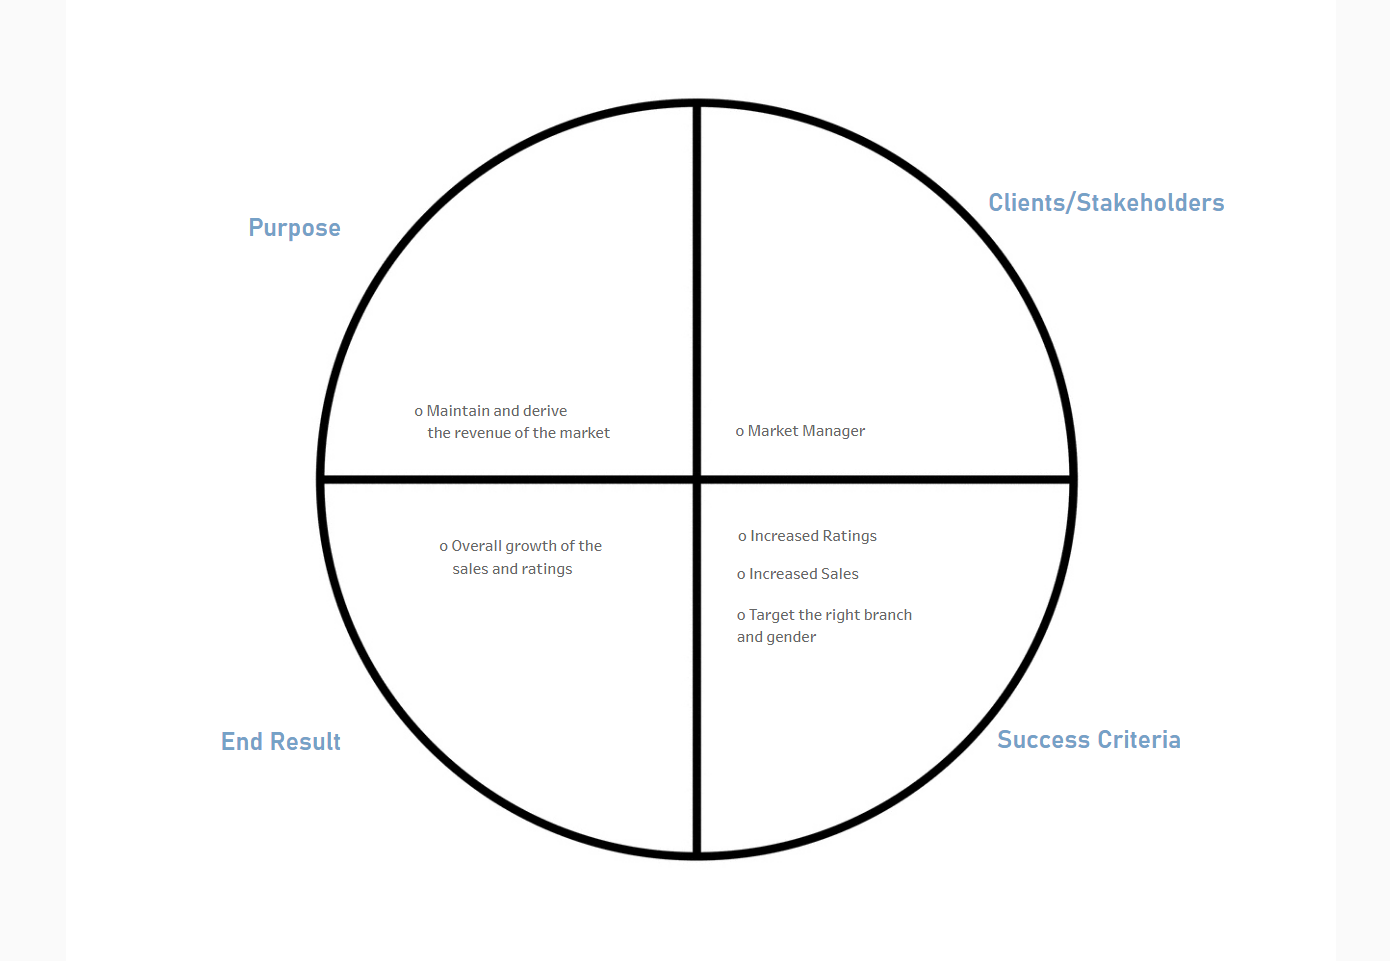 Purpose
Clients/Stakeholders
o Maintain and derive
the revenue of the market
o Market Manager
o Overall growth of the
sales and ratings
o Increased Ratings
o Increased Sales
o Target the right branch
and gender
End Result
Success Criteria